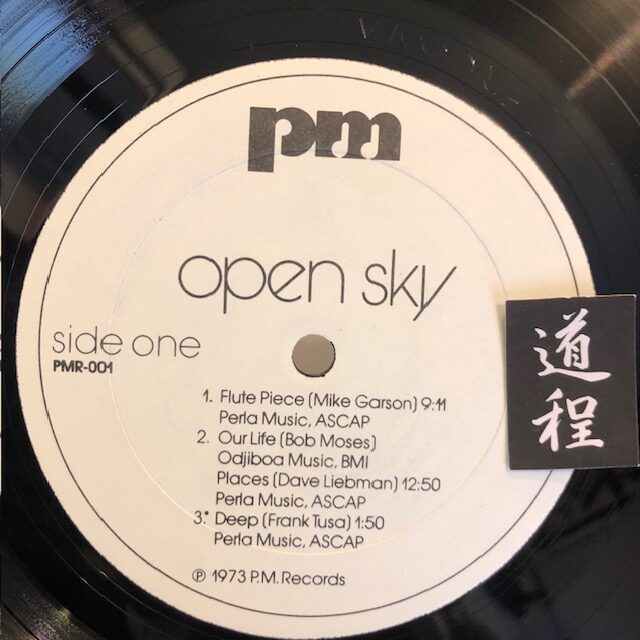 pm
open sky
side one
PMR-001
1. Flute Piece (Mike Garson) 9:11
Perla Music, ASCAP
2. Our Life (Bob Moses)
Odjiboa Music, BMI
Places (Dave Liebman) 12:50
Perla Music, ASCAP
3.* Deep (Frank Tusa) 1:50
Perla Music, ASCAP
℗ 1973 P.M. Records
道程